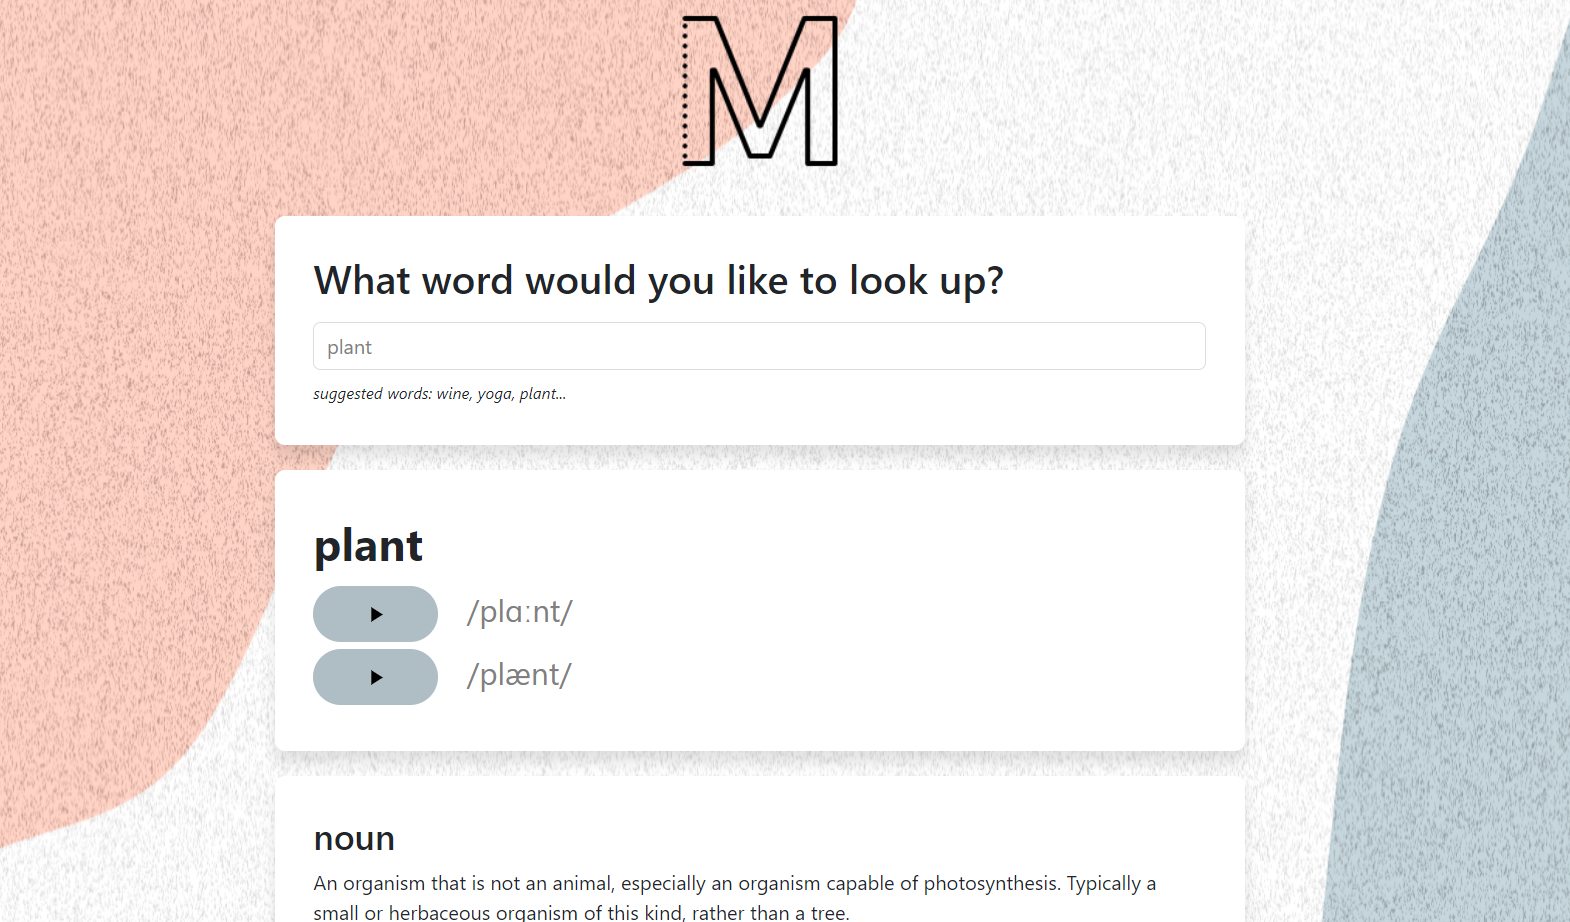 M
What word would you like to look up?
plant
suggested words: wine, yoga, plant...
plant
/plɑːnt/
/plænt/
noun
An organism that is not an animal, especially an organism capable of photosynthesis. Typically a
small or herbaceous organism of this kind, rather than a tree.